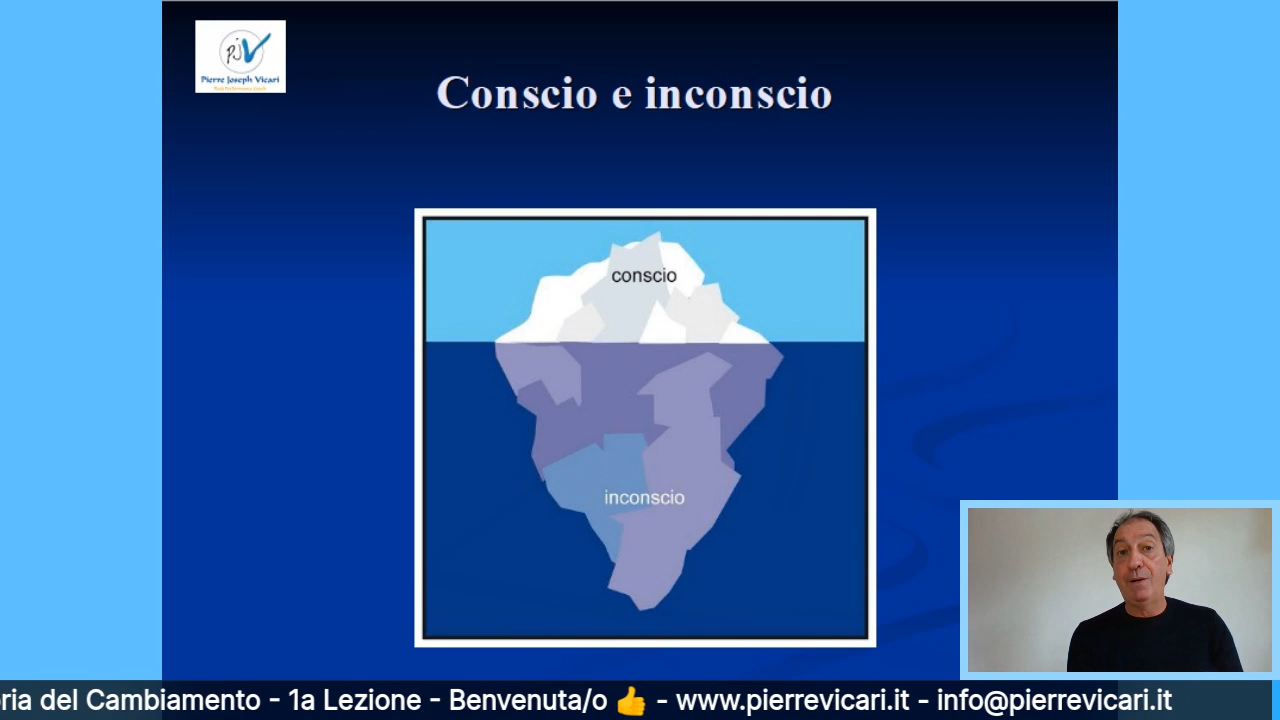 PJV
Pierre Joseph Vicari
Conscio e inconscio
conscio
inconscio
ria del Cambiamento - 1a Lezione - Benvenuta/o 👍 - www.pierrevicari.it - info@pierrevicari.it